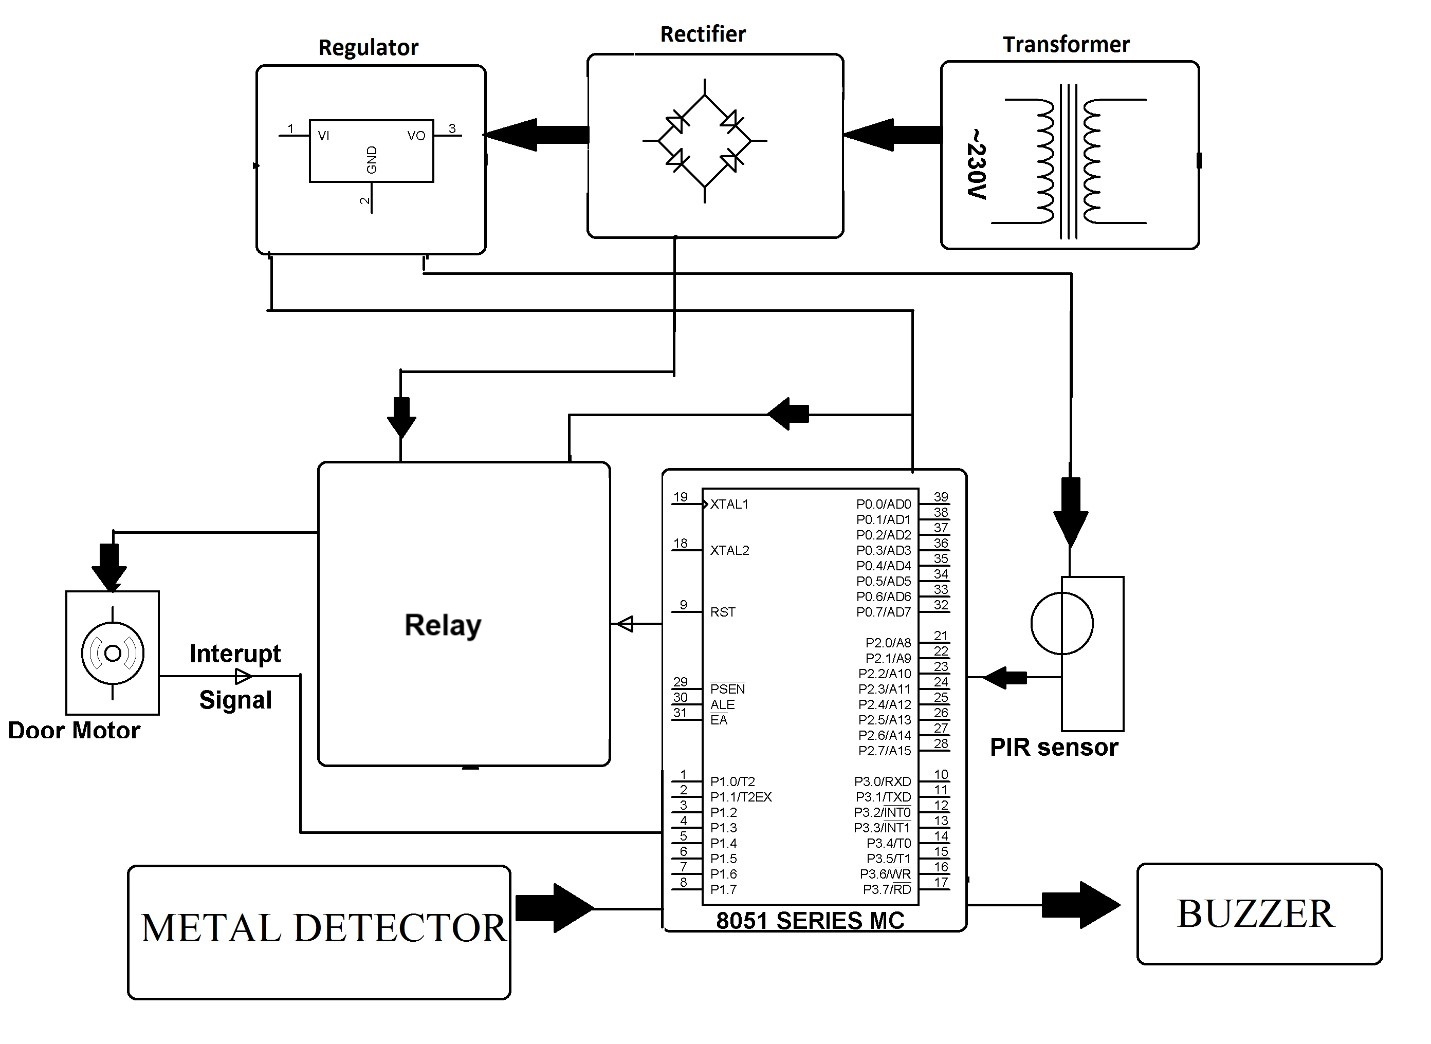 Regulator
Rectifier
Transformer
1 VI VO 3
GND
2
~230V
Relay
19 XTAL1
18 XTAL2
9 RST
29 PSEN
30 ALE
31 EA
1 P1.0/T2
2 P1.1/T2EX
3 P1.2
4 P1.3
5 P1.4
6 P1.5
7 P1.6
8 P1.7
P0.0/AD0 39
P0.1/AD1 38
P0.2/AD2 37
P0.3/AD3 36
P0.4/AD4 35
P0.5/AD5 34
P0.6/AD6 33
P0.7/AD7 32
P2.0/A8 21
P2.1/A9 22
P2.2/A10 23
P2.3/A11 24
P2.4/A12 25
P2.5/A13 26
P2.6/A14 27
P2.7/A15 28
P3.0/RXD 10
P3.1/TXD 11
P3.2/INT0 12
P3.3/INT1 13
P3.4/T0 14
P3.5/T1 15
P3.6/WR 16
P3.7/RD 17
8051 SERIES MC
Interupt
Signal
Door Motor
PIR sensor
METAL DETECTOR
BUZZER